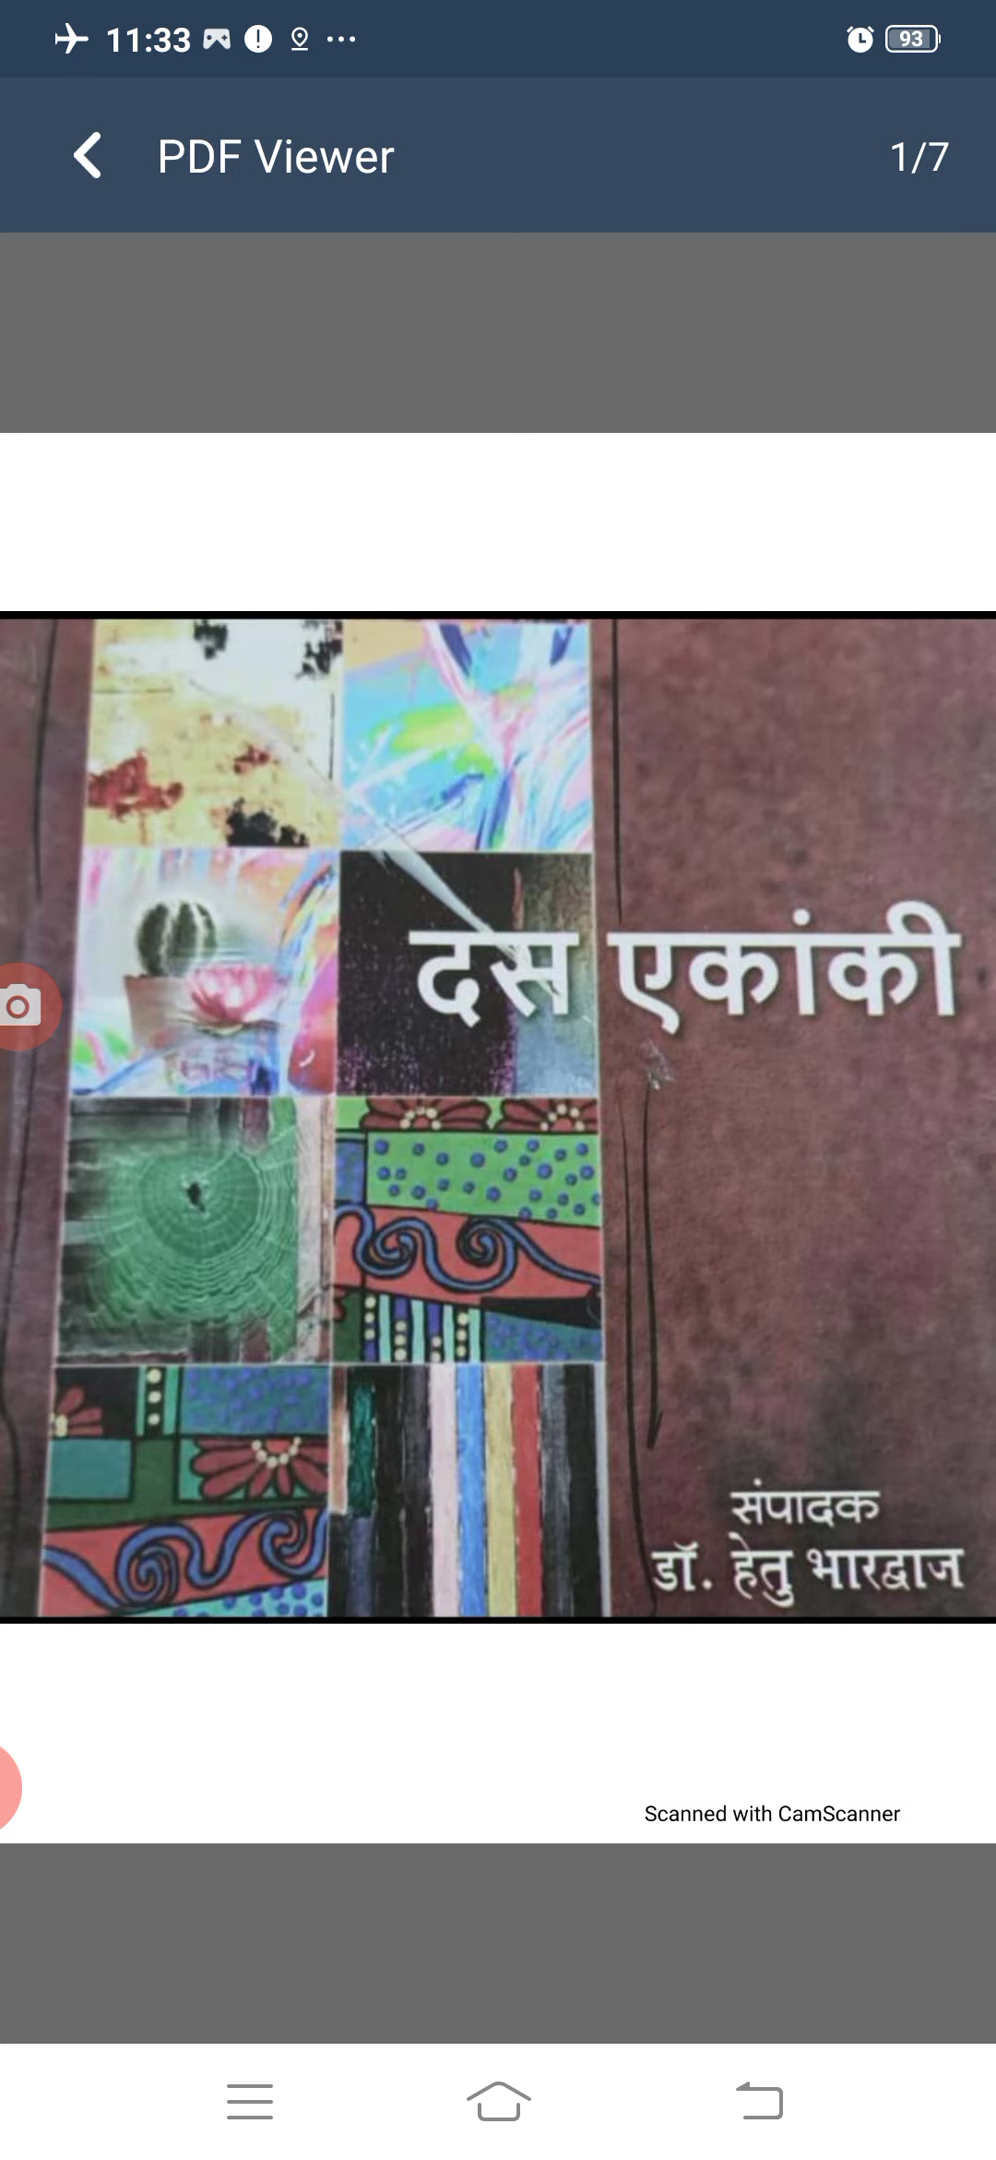 11:33
93
PDF Viewer
1/7
दस एकांकी
संपादक
डॉ. हेतु भारद्वाज
Scanned with CamScanner